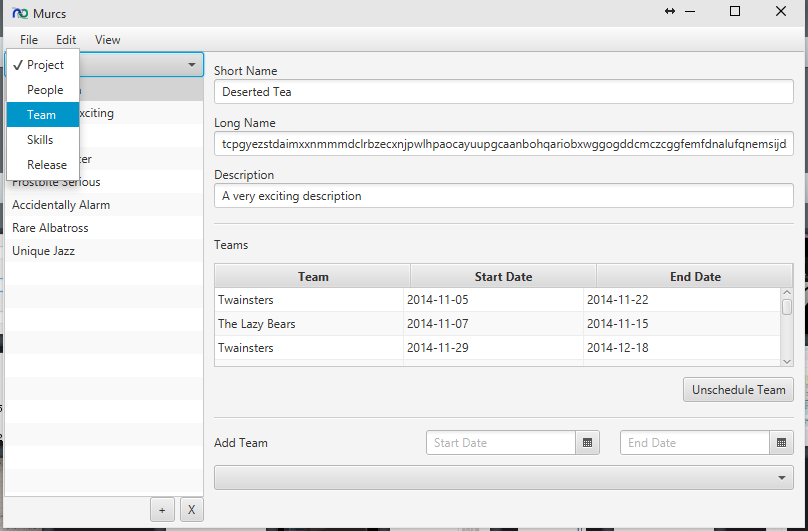 Murcs
File Edit View
Project
People
Team
Skills
Release
xciting
ter
Frostbite Serious
Accidentally Alarm
Rare Albatross
Unique Jazz
+ X
Short Name
Deserted Tea
Long Name
tcpgyezstdaimxxnmmmdclrbzecxnjpwlhpaocayuupgcaanbohqariobxwggogddcmczcggfemfdnalufqnemsijd
Description
A very exciting description
Teams
Team Start Date End Date
Twainsters 2014-11-05 2014-11-22
The Lazy Bears 2014-11-07 2014-11-15
Twainsters 2014-11-29 2014-12-18
Unschedule Team
Add Team Start Date End Date